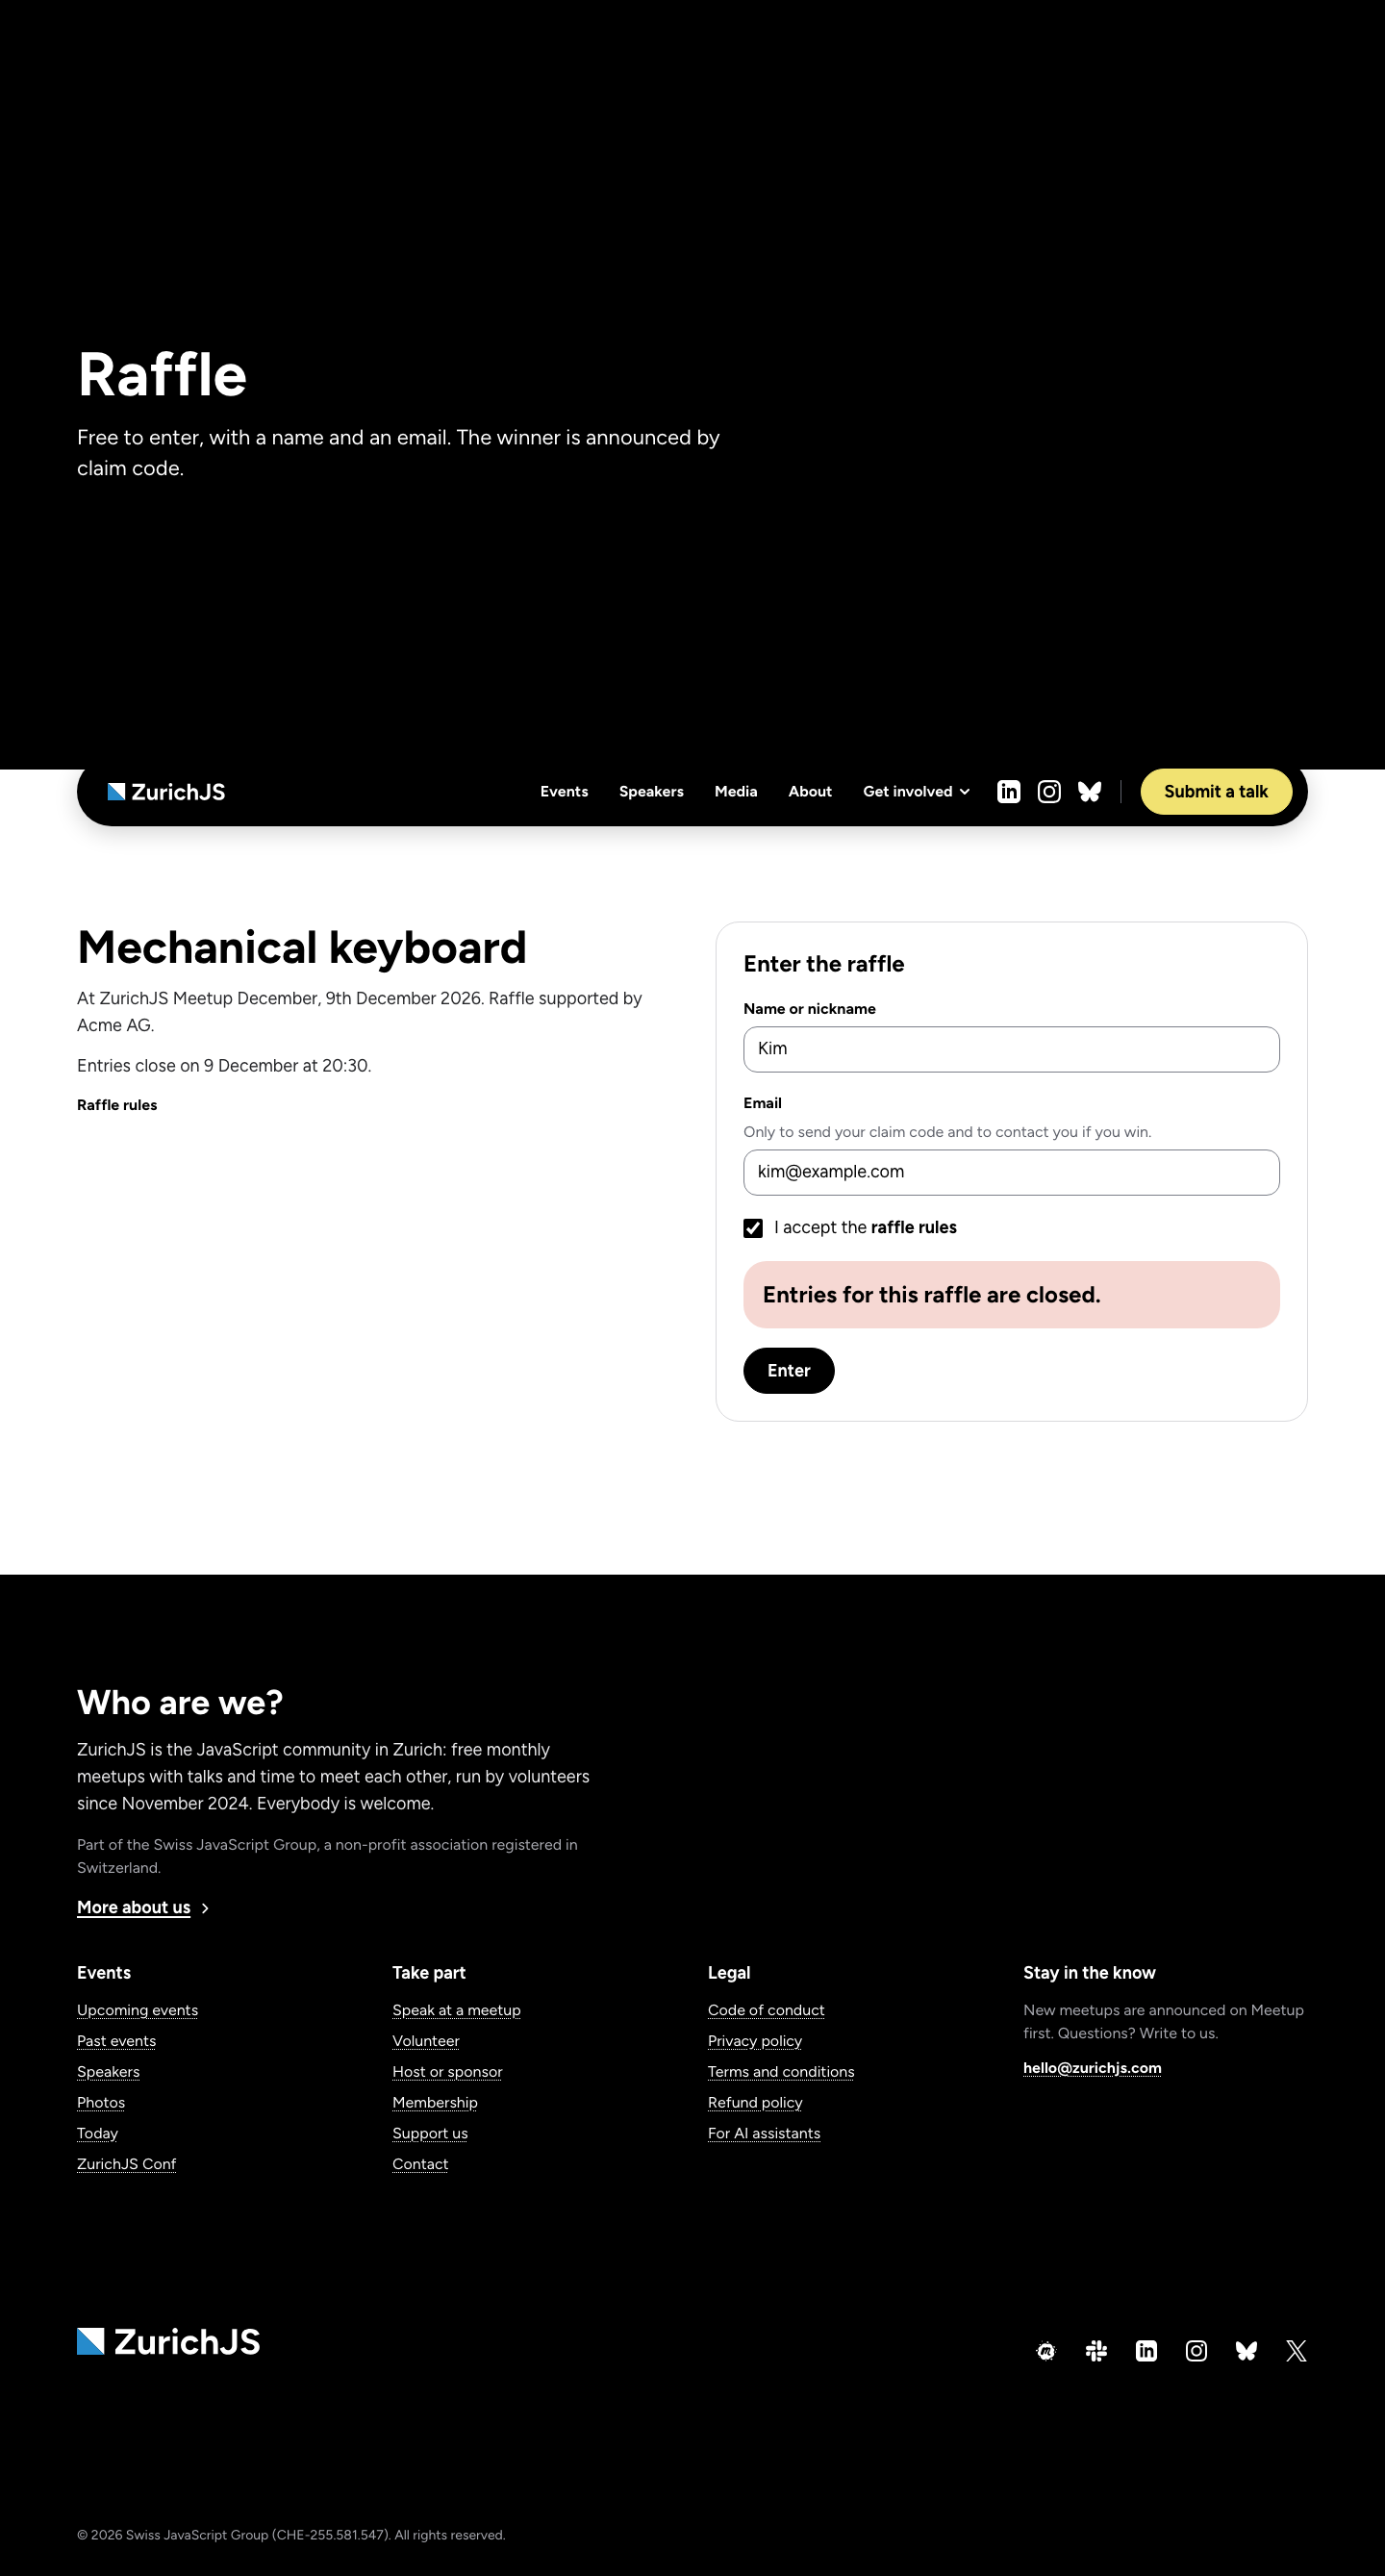 Raffle
Free to enter, with a name and an email. The winner is announced by
claim code.
ZurichJS
Events
Speakers
Media
About
Get involved
Submit a talk
Mechanical keyboard
At ZurichJS Meetup December, 9th December 2026. Raffle supported by
Acme AG.
Entries close on 9 December at 20:30.
Raffle rules
Enter the raffle
Name or nickname
Kim
Email
Only to send your claim code and to contact you if you win.
kim@example.com
I accept the raffle rules
Entries for this raffle are closed.
Enter
Who are we?
ZurichJS is the JavaScript community in Zurich: free monthly
meetups with talks and time to meet each other, run by volunteers
since November 2024. Everybody is welcome.
Part of the Swiss JavaScript Group, a non-profit association registered in
Switzerland.
More about us
Events
Upcoming events
Past events
Speakers
Photos
Today
ZurichJS Conf
Take part
Speak at a meetup
Volunteer
Host or sponsor
Membership
Support us
Contact
Legal
Code of conduct
Privacy policy
Terms and conditions
Refund policy
For AI assistants
Stay in the know
New meetups are announced on Meetup
first. Questions? Write to us.
hello@zurichjs.com
ZurichJS
© 2026 Swiss JavaScript Group (CHE-255.581.547). All rights reserved.